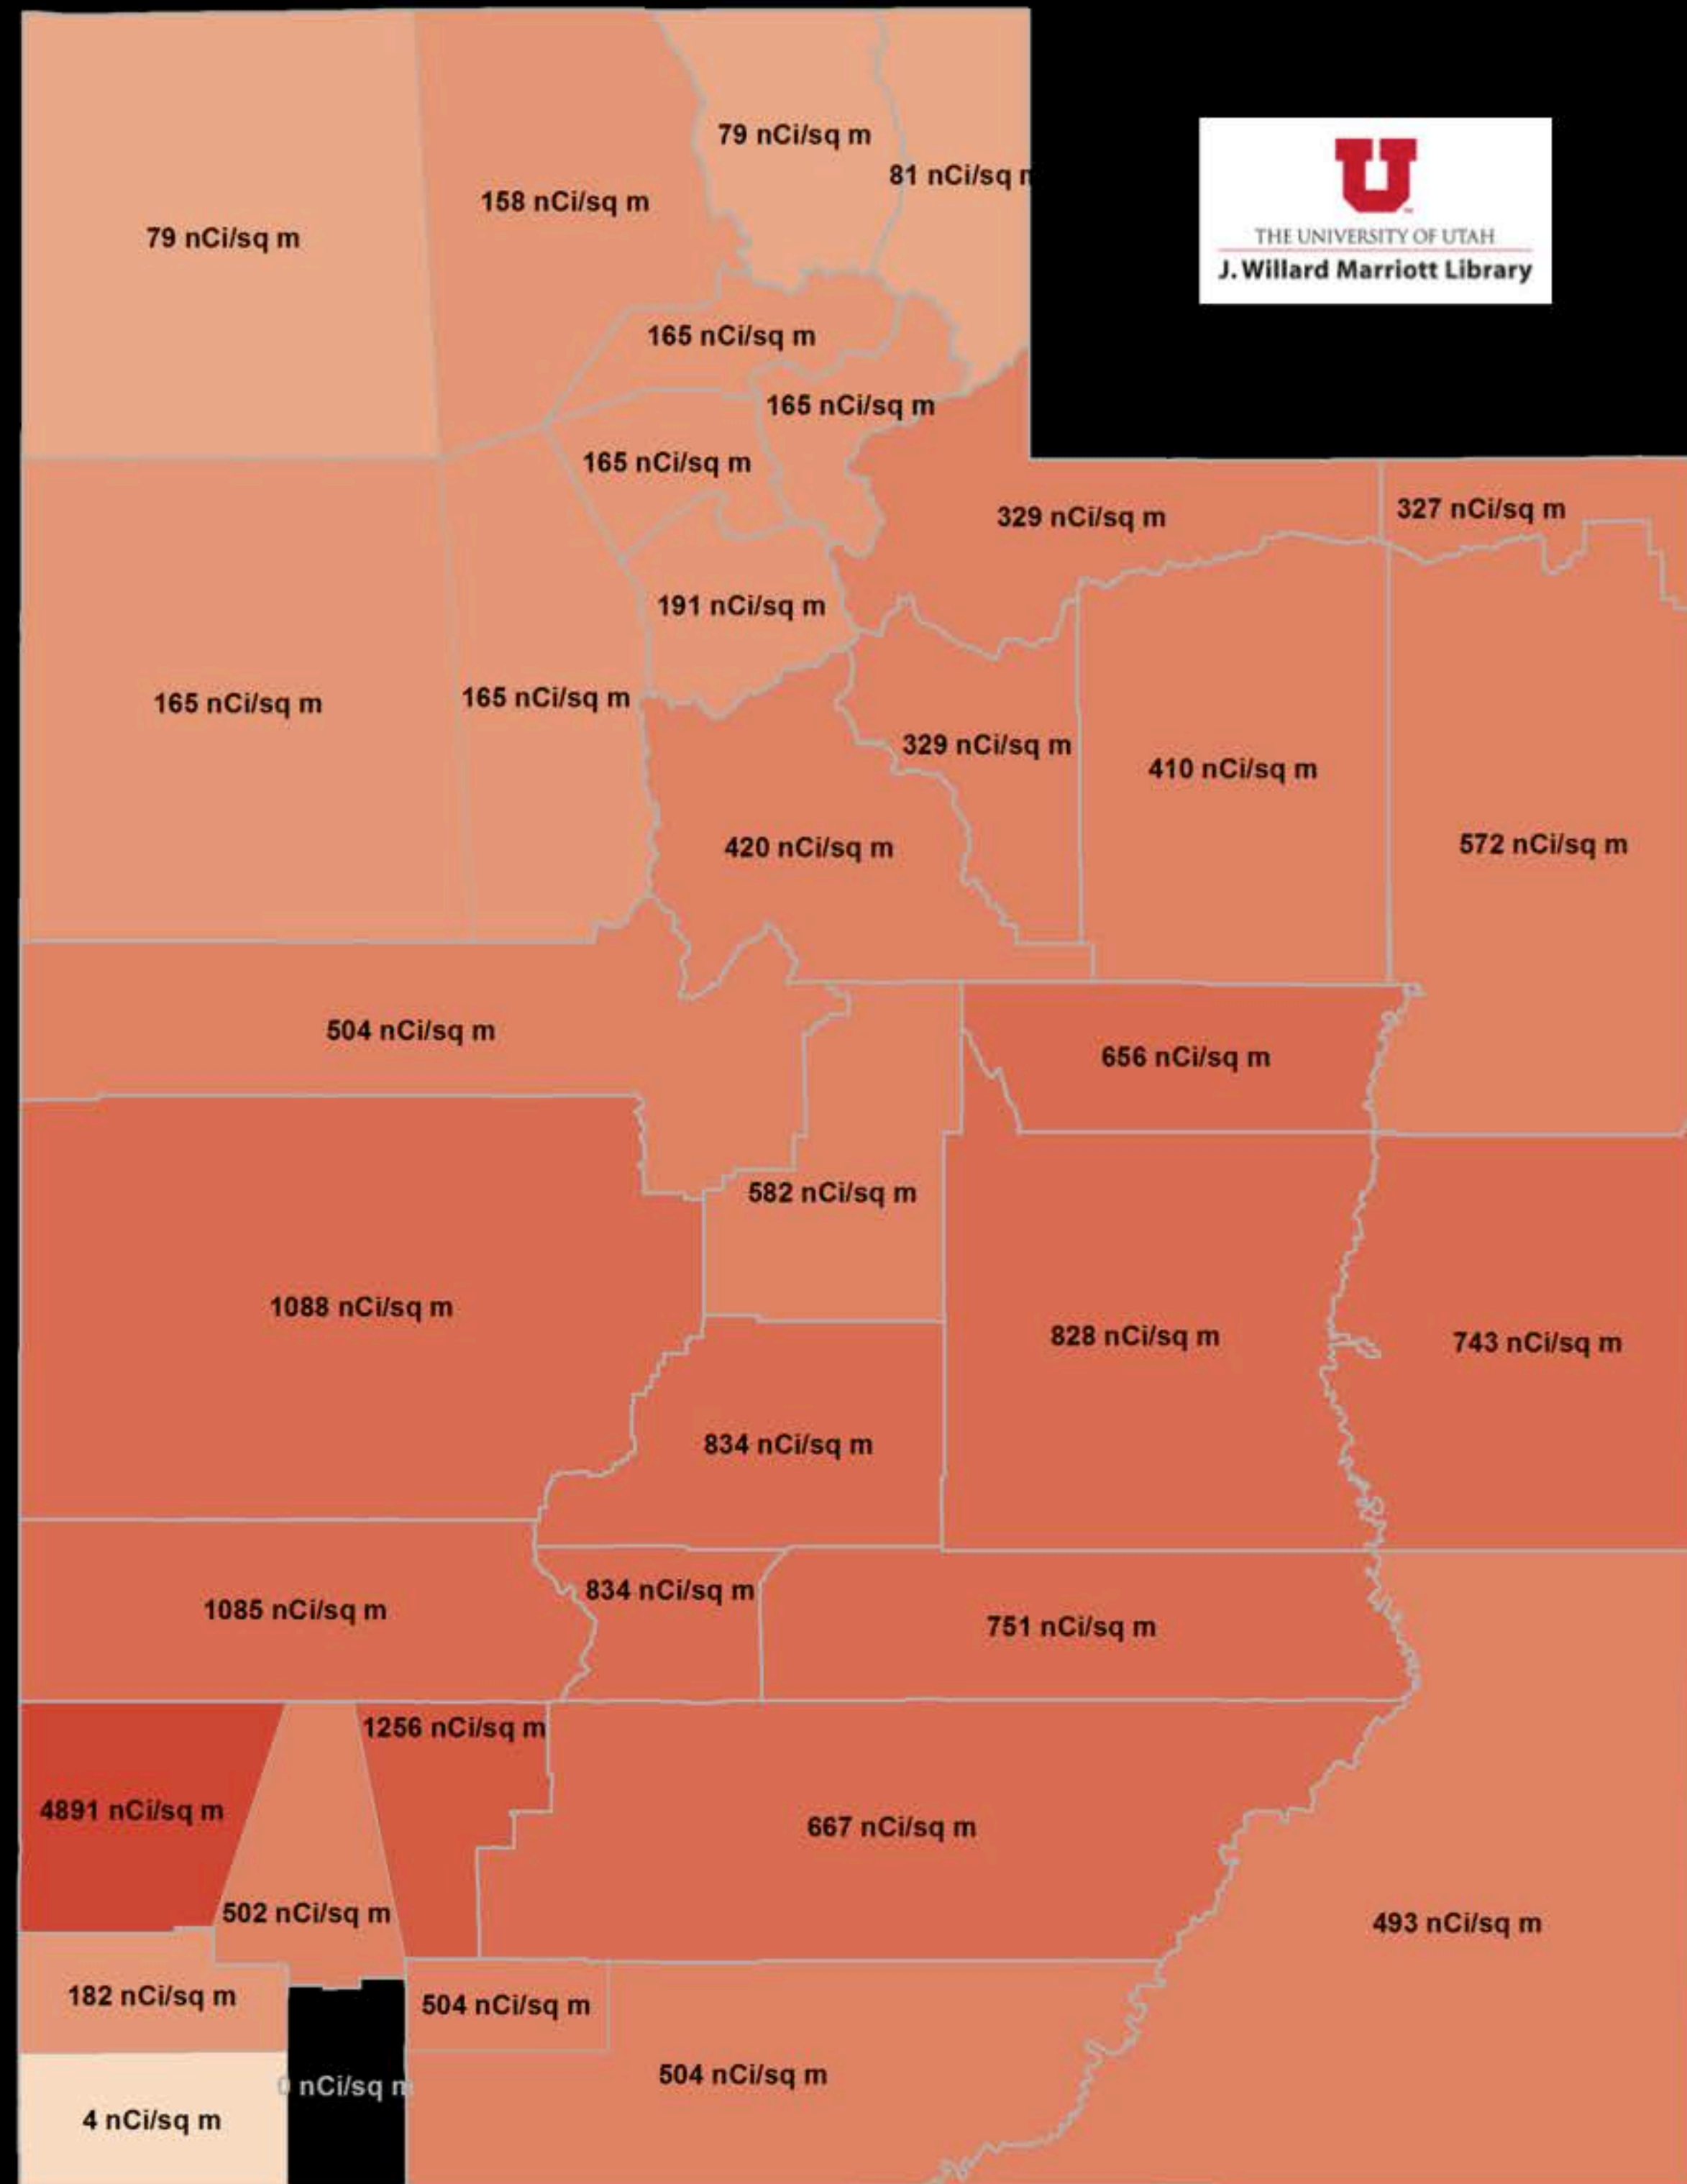 79 nCi/sq m
81 nCi/sq m
158 nCi/sq m
79 nCi/sq m
THE UNIVERSITY OF UTAH
J. Willard Marriott Library
165 nCi/sq m
165 nCi/sq m
165 nCi/sq m
329 nCi/sq m
327 nCi/sq m
191 nCi/sq m
165 nCi/sq m
165 nCi/sq m
329 nCi/sq m
410 nCi/sq m
420 nCi/sq m
572 nCi/sq m
504 nCi/sq m
656 nCi/sq m
582 nCi/sq m
1088 nCi/sq m
828 nCi/sq m
743 nCi/sq m
834 nCi/sq m
834 nCi/sq m
1085 nCi/sq m
751 nCi/sq m
1256 nCi/sq m
4891 nCi/sq m
667 nCi/sq m
502 nCi/sq m
493 nCi/sq m
182 nCi/sq m
504 nCi/sq m
504 nCi/sq m
0 nCi/sq m
4 nCi/sq m